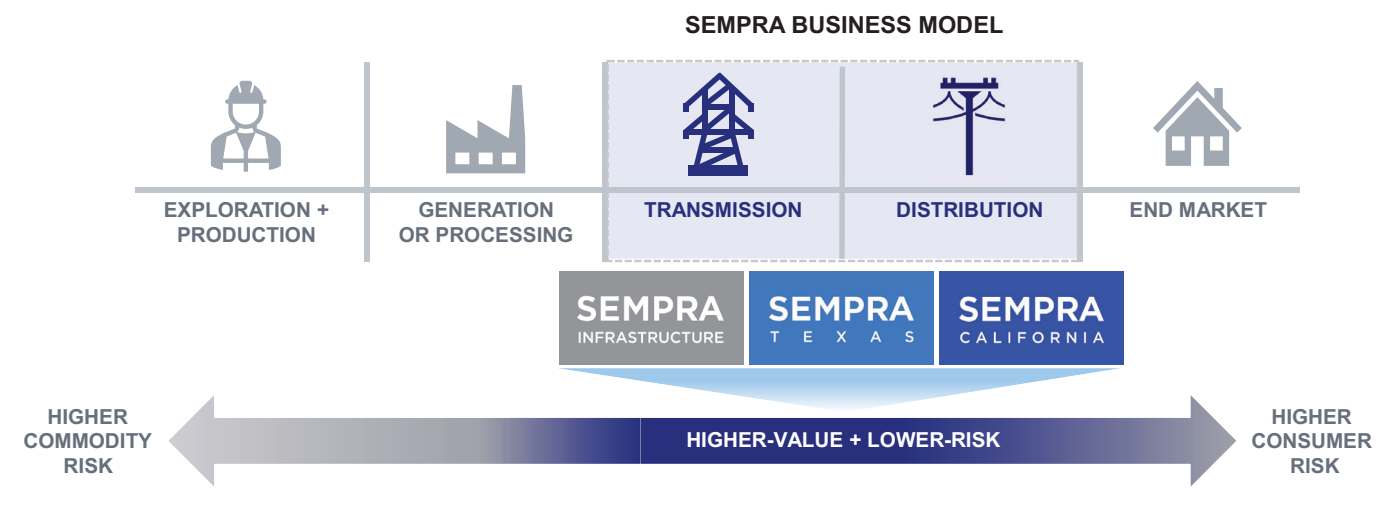 SEMPRA BUSINESS MODEL
EXPLORATION +
PRODUCTION
GENERATION
OR PROCESSING
TRANSMISSION
DISTRIBUTION
END MARKET
SEMPRA
INFRASTRUCTURE
SEMPRA
TEXAS
SEMPRA
CALIFORNIA
HIGHER
COMMODITY
RISK
HIGHER-VALUE + LOWER-RISK
HIGHER
CONSUMER
RISK